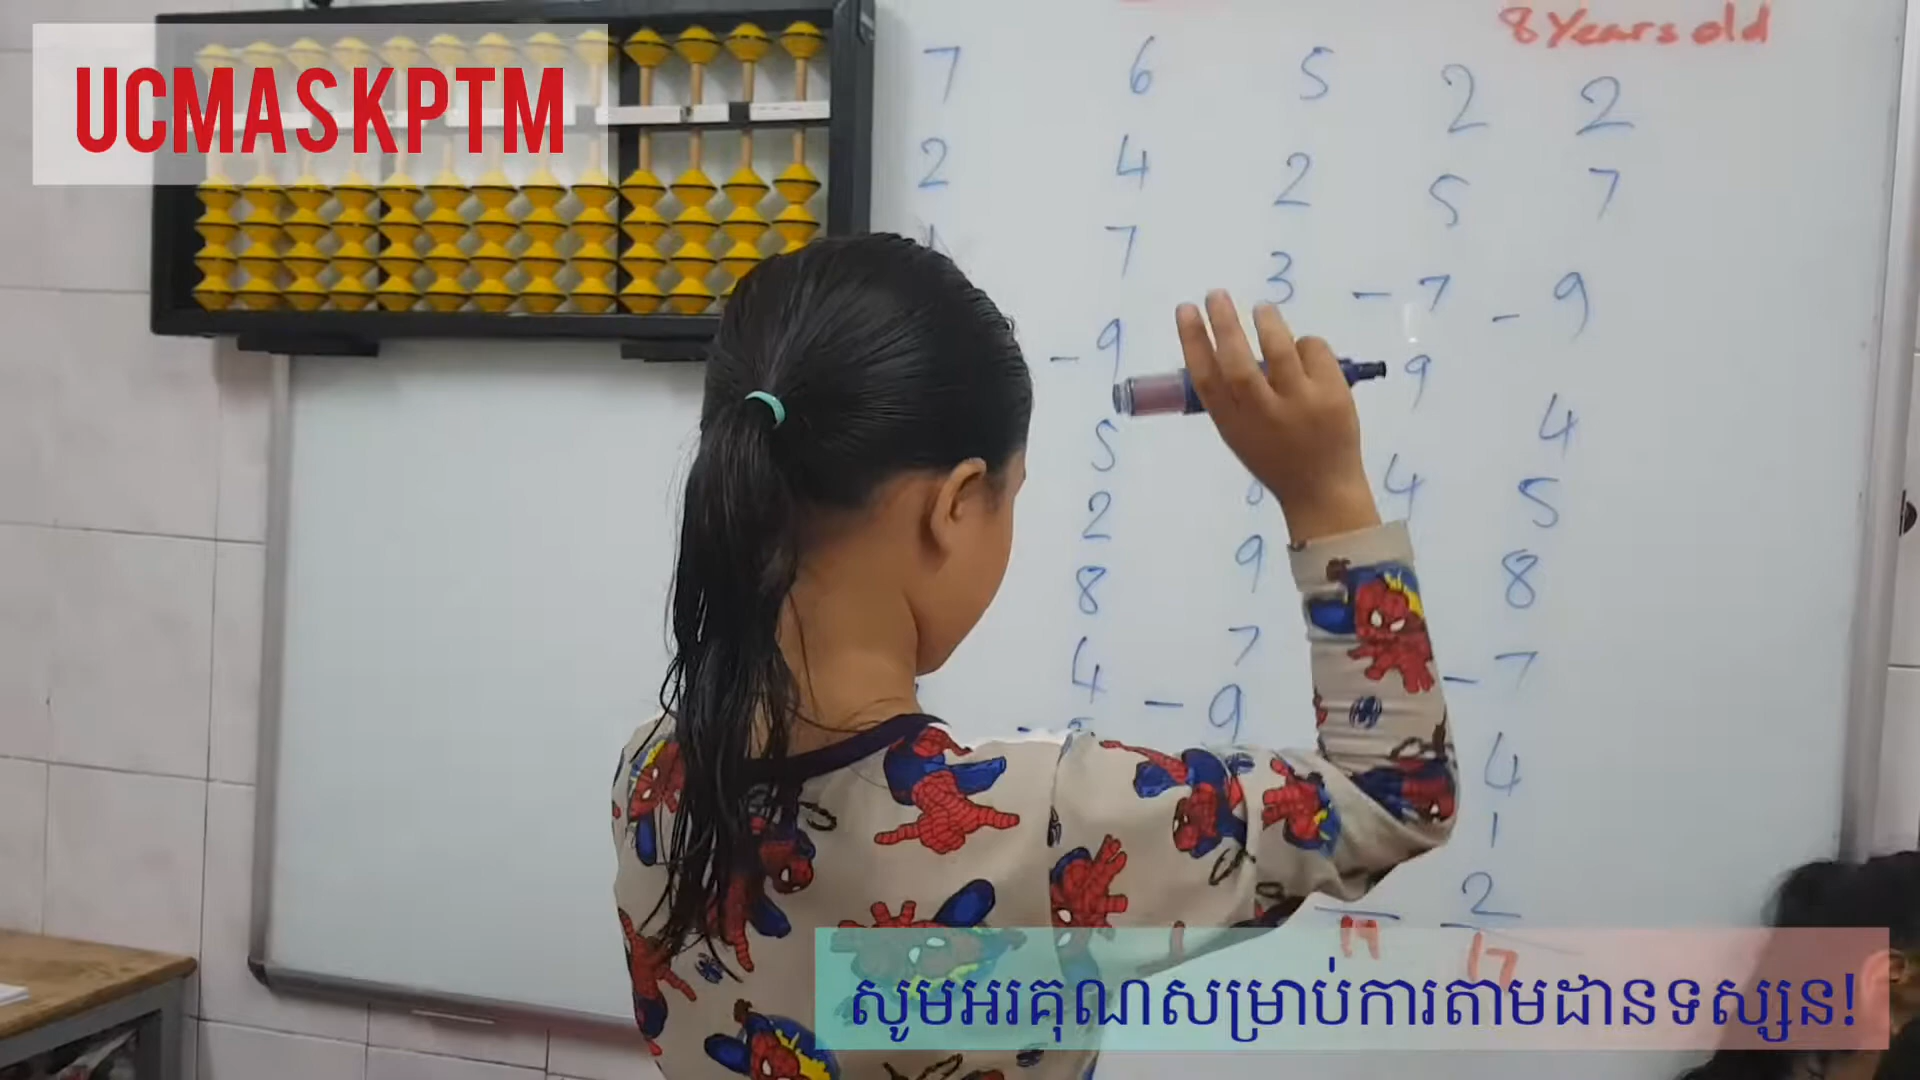 UCMAS KPTM
8 Years old
7 6 5 2 2
2 4 2 5 7
7 3 - 7 - 9
- 9 9 4
5 4 5
2 9 8
8 7 - 7
4 - 9 4
1
2
19 17
សូមអរគុណសម្រាប់ការតាមដានទស្សន!